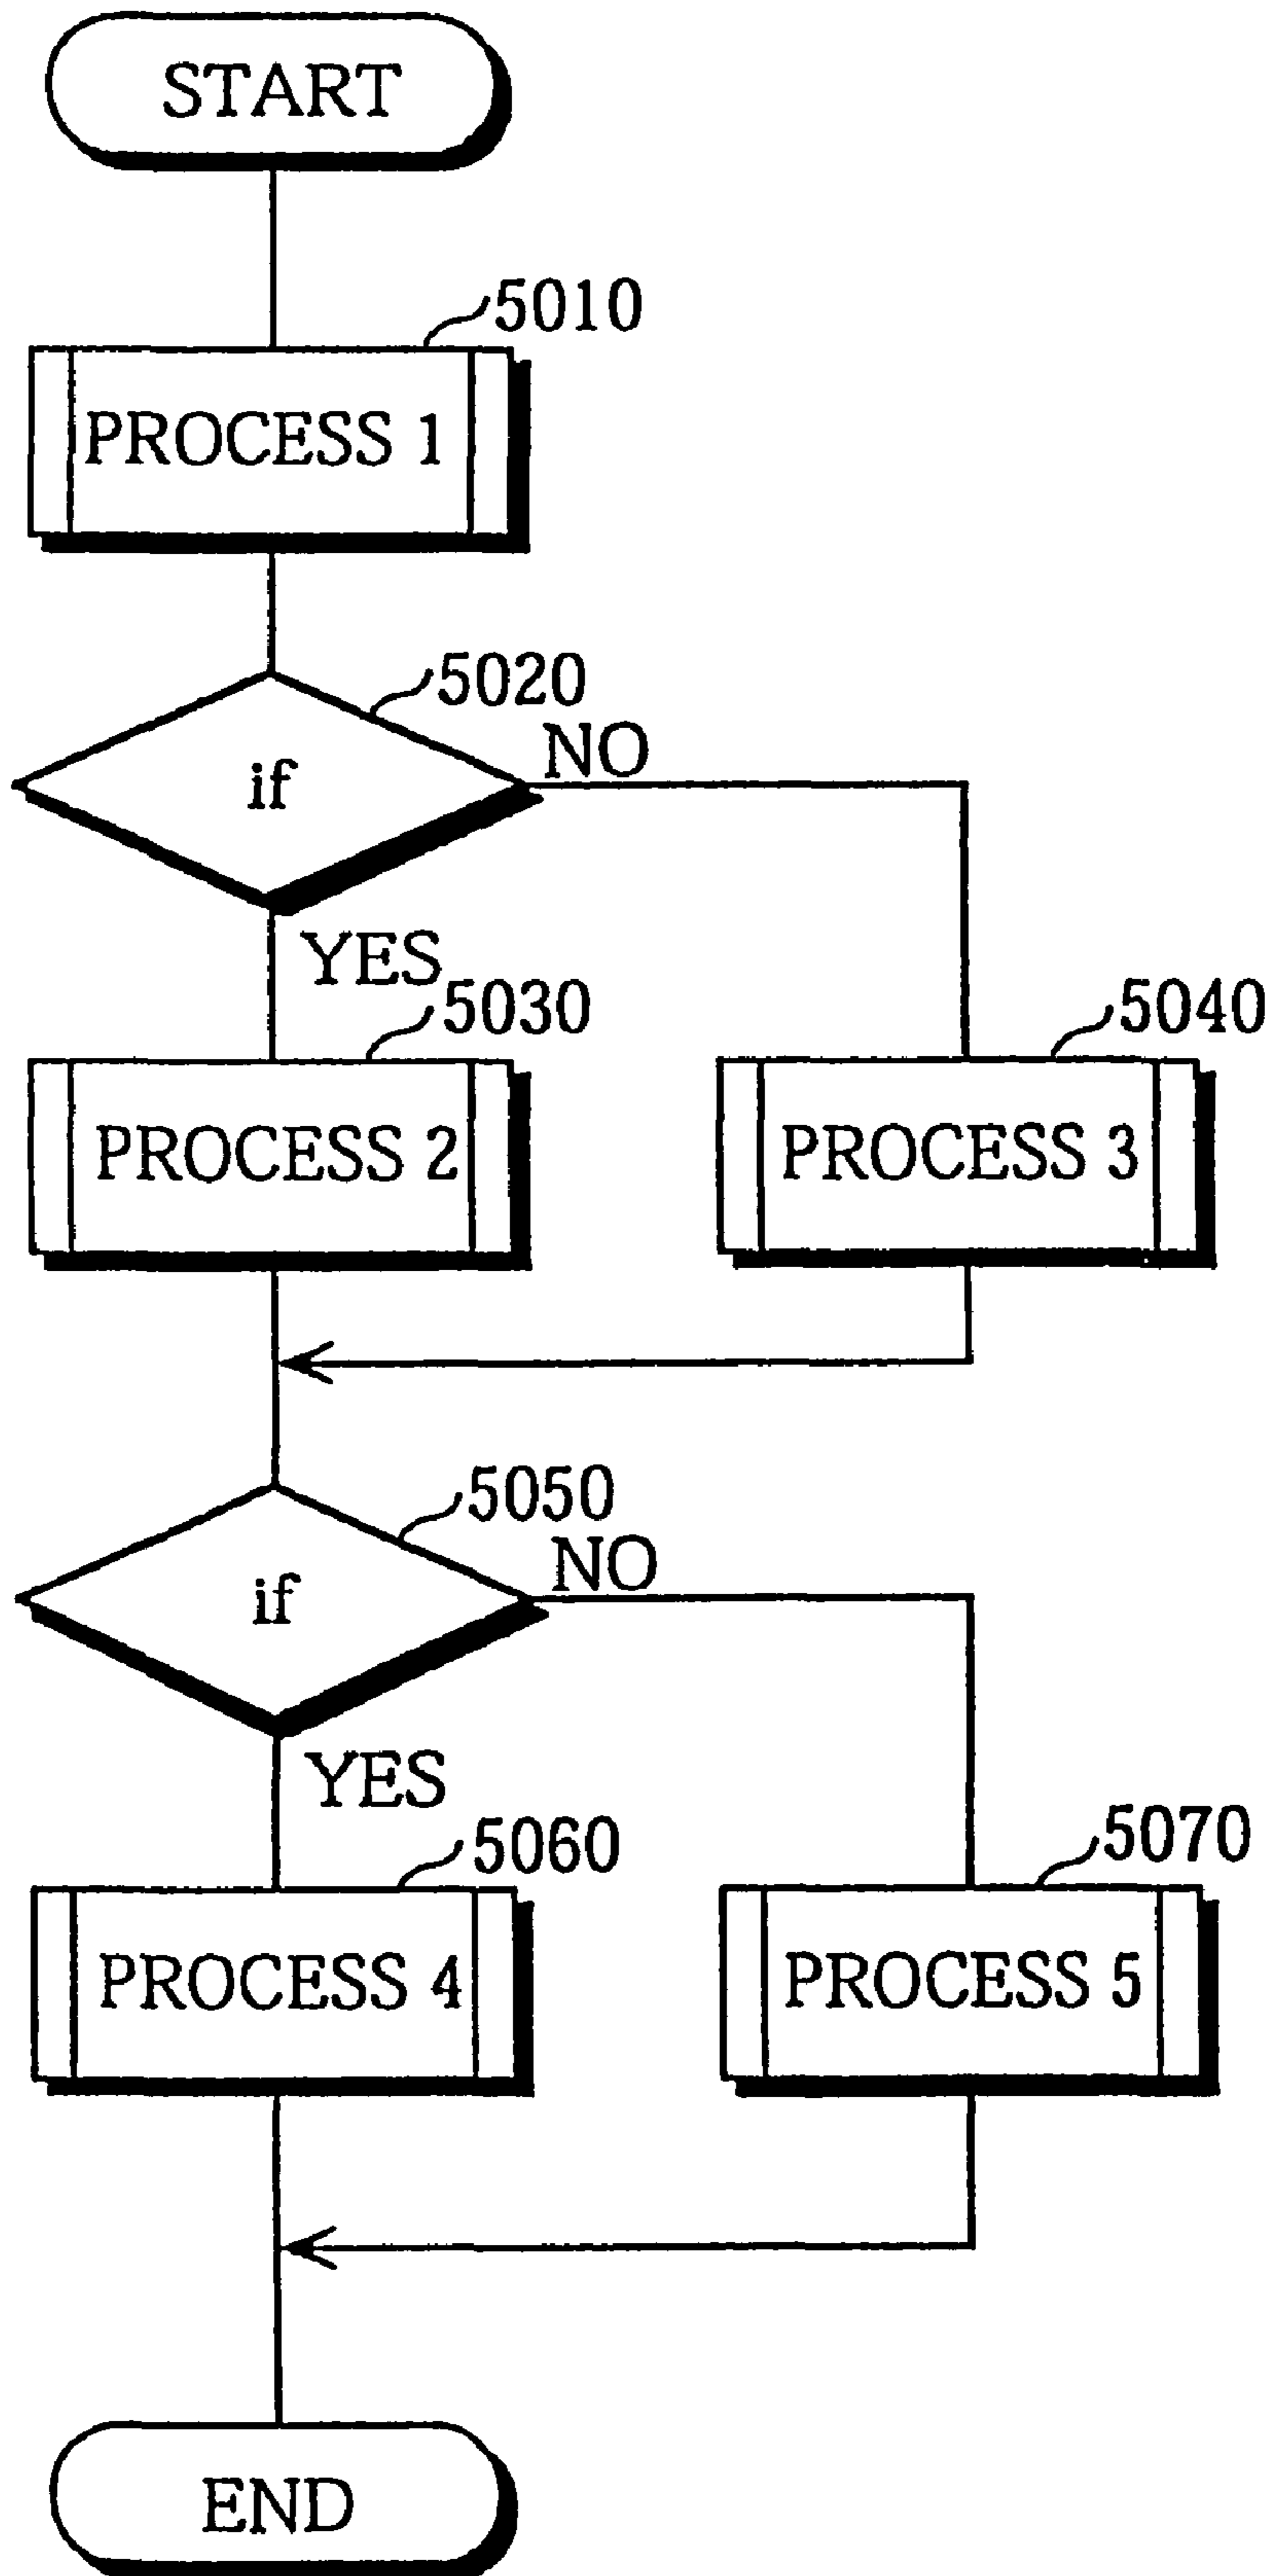 START
5010
PROCESS 1
5020
if
NO
YES
5030
5040
PROCESS 2
PROCESS 3
5050
if
NO
YES
5060
5070
PROCESS 4
PROCESS 5
END